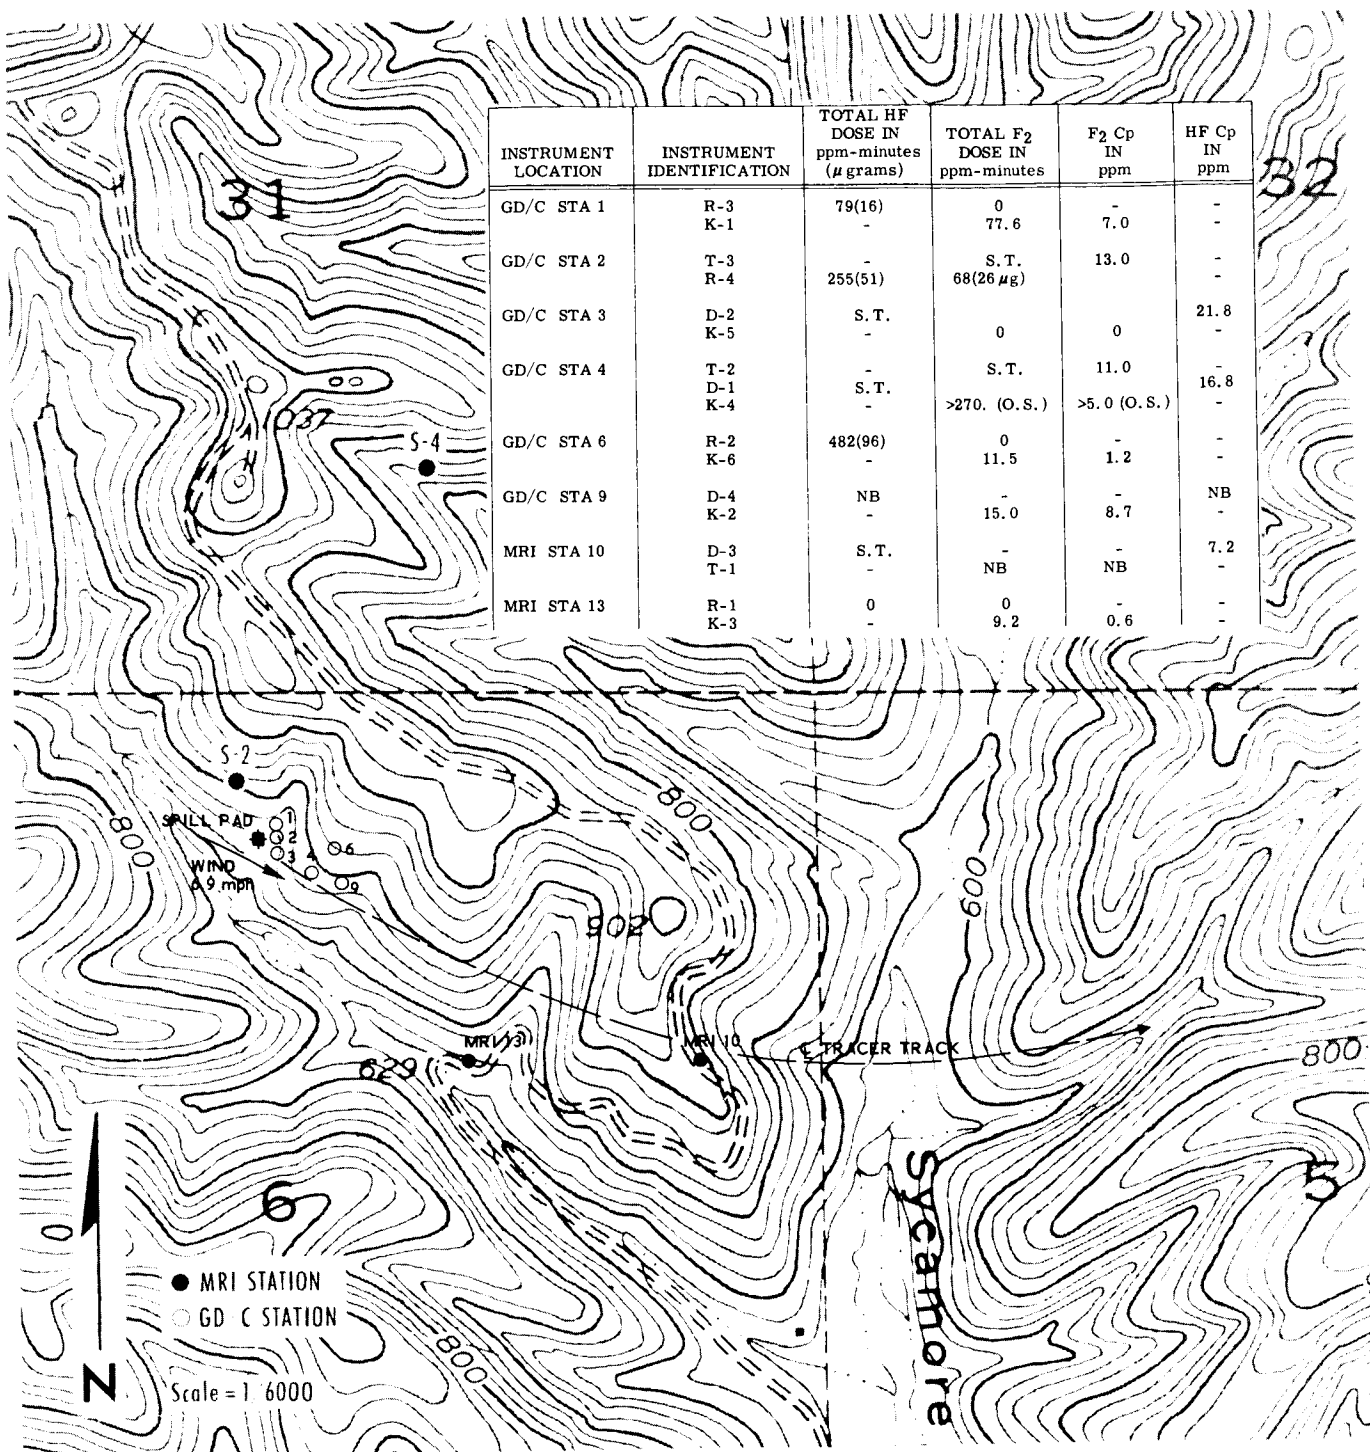 31
32
INSTRUMENT LOCATION | INSTRUMENT IDENTIFICATION | TOTAL HF DOSE IN ppm-minutes (μ grams) | TOTAL F2 DOSE IN ppm-minutes | F2 Cp IN ppm | HF Cp IN ppm
GD/C STA 1 | R-3 | 79(16) | 0 | - | -
K-1 | - | 77.6 | 7.0 | -
GD/C STA 2 | T-3 | - | S.T. | 13.0 | -
R-4 | 255(51) | 68(26 μg) | | -
GD/C STA 3 | D-2 | S.T. | | | 21.8
K-5 | - | 0 | 0 | -
GD/C STA 4 | T-2 | - | S.T. | 11.0 | -
D-1 | S.T. | | | 16.8
K-4 | - | >270. (O.S.) | >5.0 (O.S.) | -
GD/C STA 6 | R-2 | 482(96) | 0 | - | -
K-6 | - | 11.5 | 1.2 | -
GD/C STA 9 | D-4 | NB | - | - | NB
K-2 | - | 15.0 | 8.7 | -
MRI STA 10 | D-3 | S.T. | - | - | 7.2
T-1 | - | NB | NB | -
MRI STA 13 | R-1 | 0 | 0 | - | -
K-3 | - | 9.2 | 0.6 | -
1037
S-4
S-2
800
800
SPILL PAD
1
2
3
4
6
9
WIND
6.9 mph
902
600
MRI 13
MRI 10
℄ TRACER TRACK
629
800
6
5
Sycamore
MRI STATION
GD C STATION
800
N
Scale = 1 6000